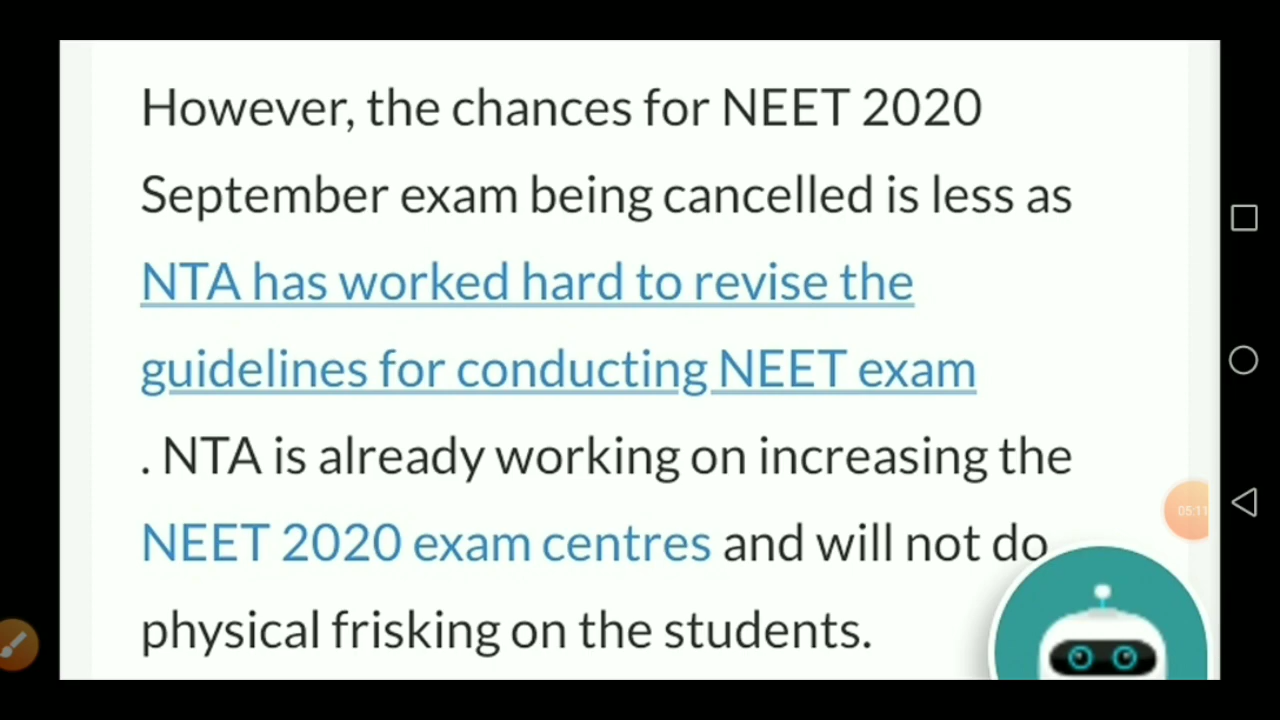 However, the chances for NEET 2020
September exam being cancelled is less as
NTA has worked hard to revise the
guidelines for conducting NEET exam
. NTA is already working on increasing the
NEET 2020 exam centres and will not do
physical frisking on the students.
05:11